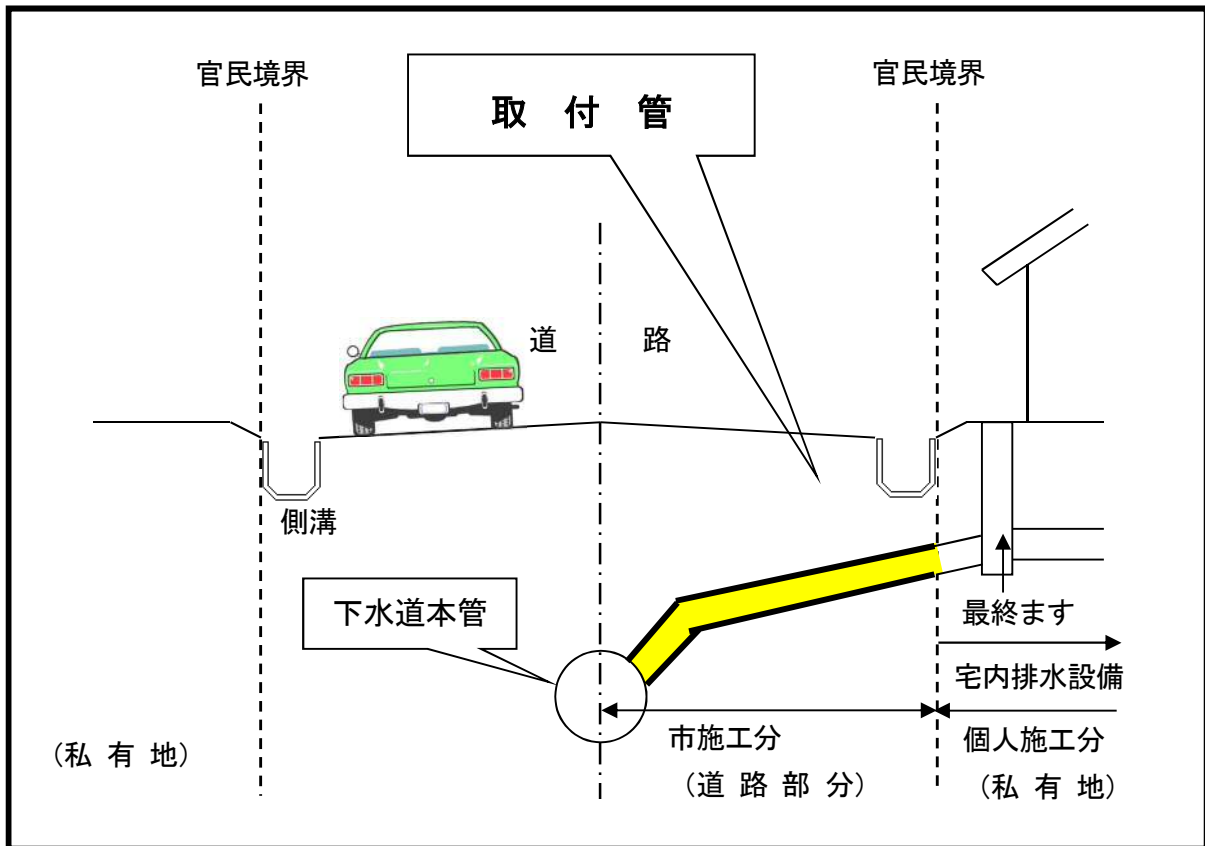 官民境界
官民境界
取 付 管
道 路
側溝
下水道本管
最終ます
宅内排水設備
市施工分
(道 路 部 分)
個人施工分
(私 有 地)
(私 有 地)